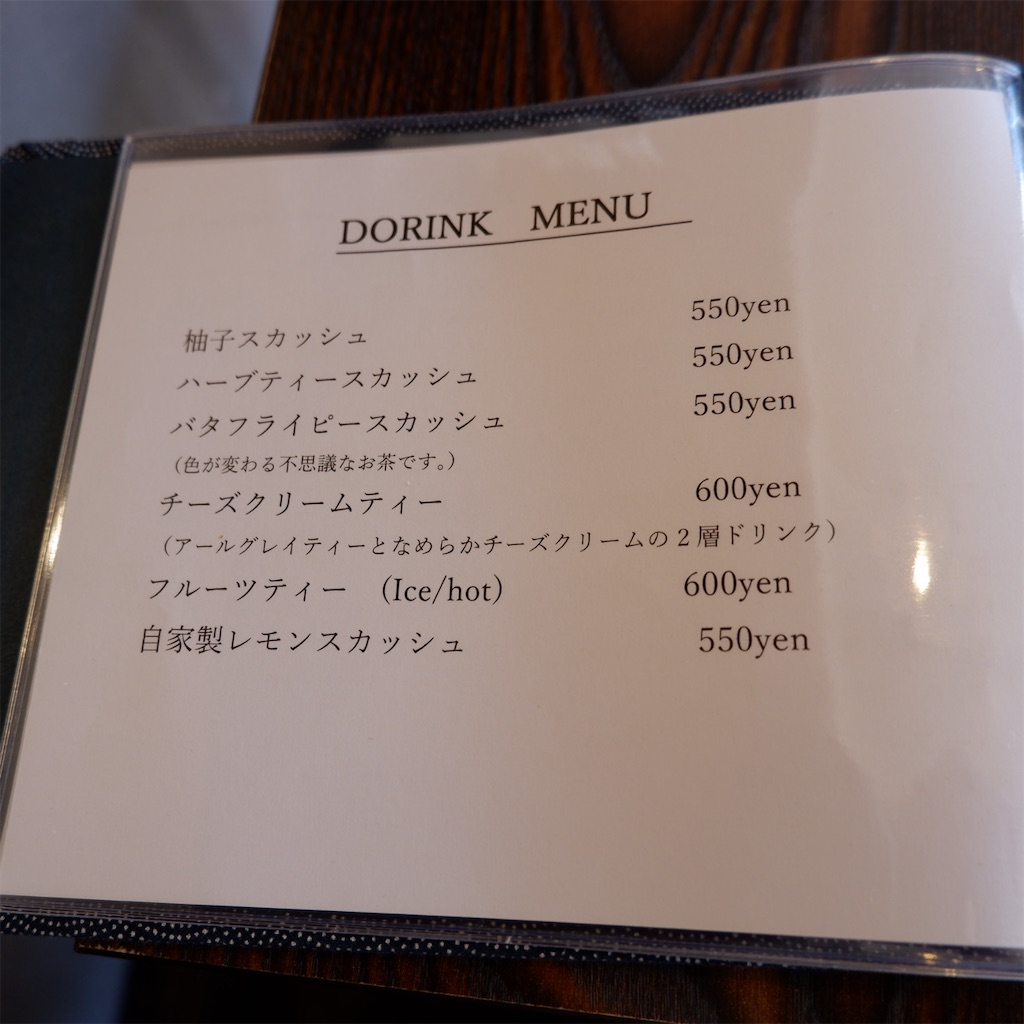 DORINK MENU
柚子スカッシュ 550yen
ハーブティースカッシュ 550yen
バタフライピースカッシュ 550yen
（色が変わる不思議なお茶です。）
チーズクリームティー 600yen
（アールグレイティーとなめらかチーズクリームの２層ドリンク）
フルーツティー （Ice/hot） 600yen
自家製レモンスカッシュ 550yen